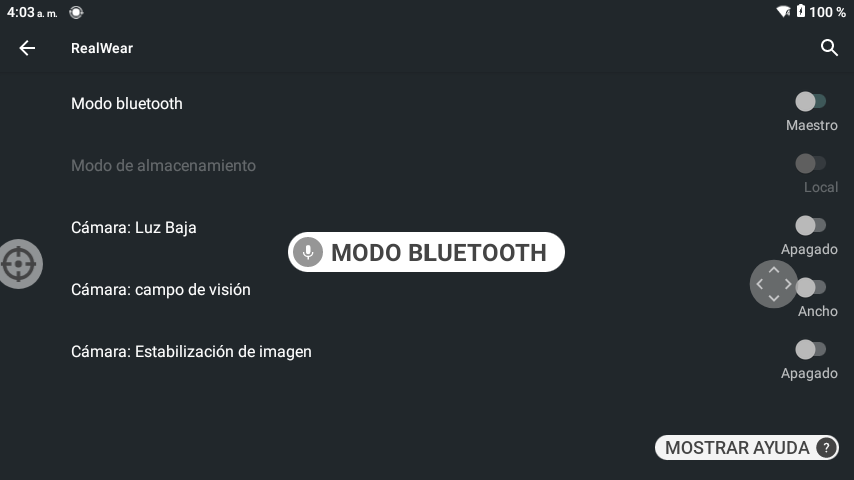 4:03 a. m.
100 %
RealWear
Modo bluetooth
Maestro
Modo de almacenamiento
Local
Cámara: Luz Baja
Apagado
MODO BLUETOOTH
Cámara: campo de visión
Ancho
Cámara: Estabilización de imagen
Apagado
MOSTRAR AYUDA ?